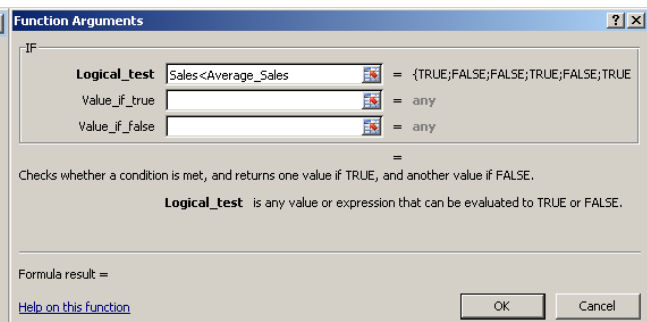 Function Arguments
IF
Logical_test Sales<Average_Sales = {TRUE;FALSE;FALSE;TRUE;FALSE;TRUE
Value_if_true = any
Value_if_false = any
=
Checks whether a condition is met, and returns one value if TRUE, and another value if FALSE.
Logical_test is any value or expression that can be evaluated to TRUE or FALSE.
Formula result =
Help on this function OK Cancel